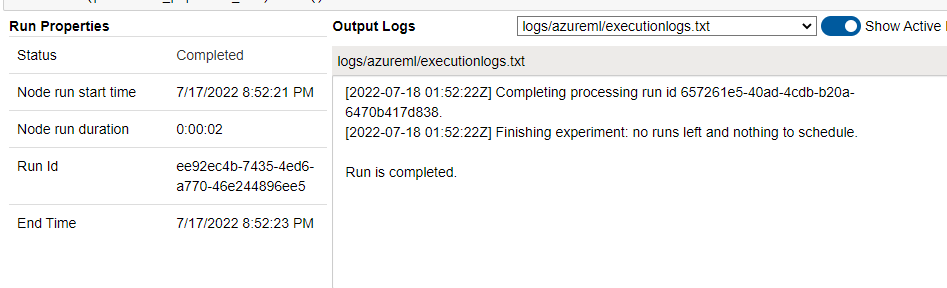 Run Properties
Status Completed
Node run start time 7/17/2022 8:52:21 PM
Node run duration 0:00:02
Run Id ee92ec4b-7435-4ed6-
a770-46e244896ee5
End Time 7/17/2022 8:52:23 PM
Output Logs logs/azureml/executionlogs.txt Show Active
logs/azureml/executionlogs.txt
[2022-07-18 01:52:22Z] Completing processing run id 657261e5-40ad-4cdb-b20a-
6470b417d838.
[2022-07-18 01:52:22Z] Finishing experiment: no runs left and nothing to schedule.
Run is completed.